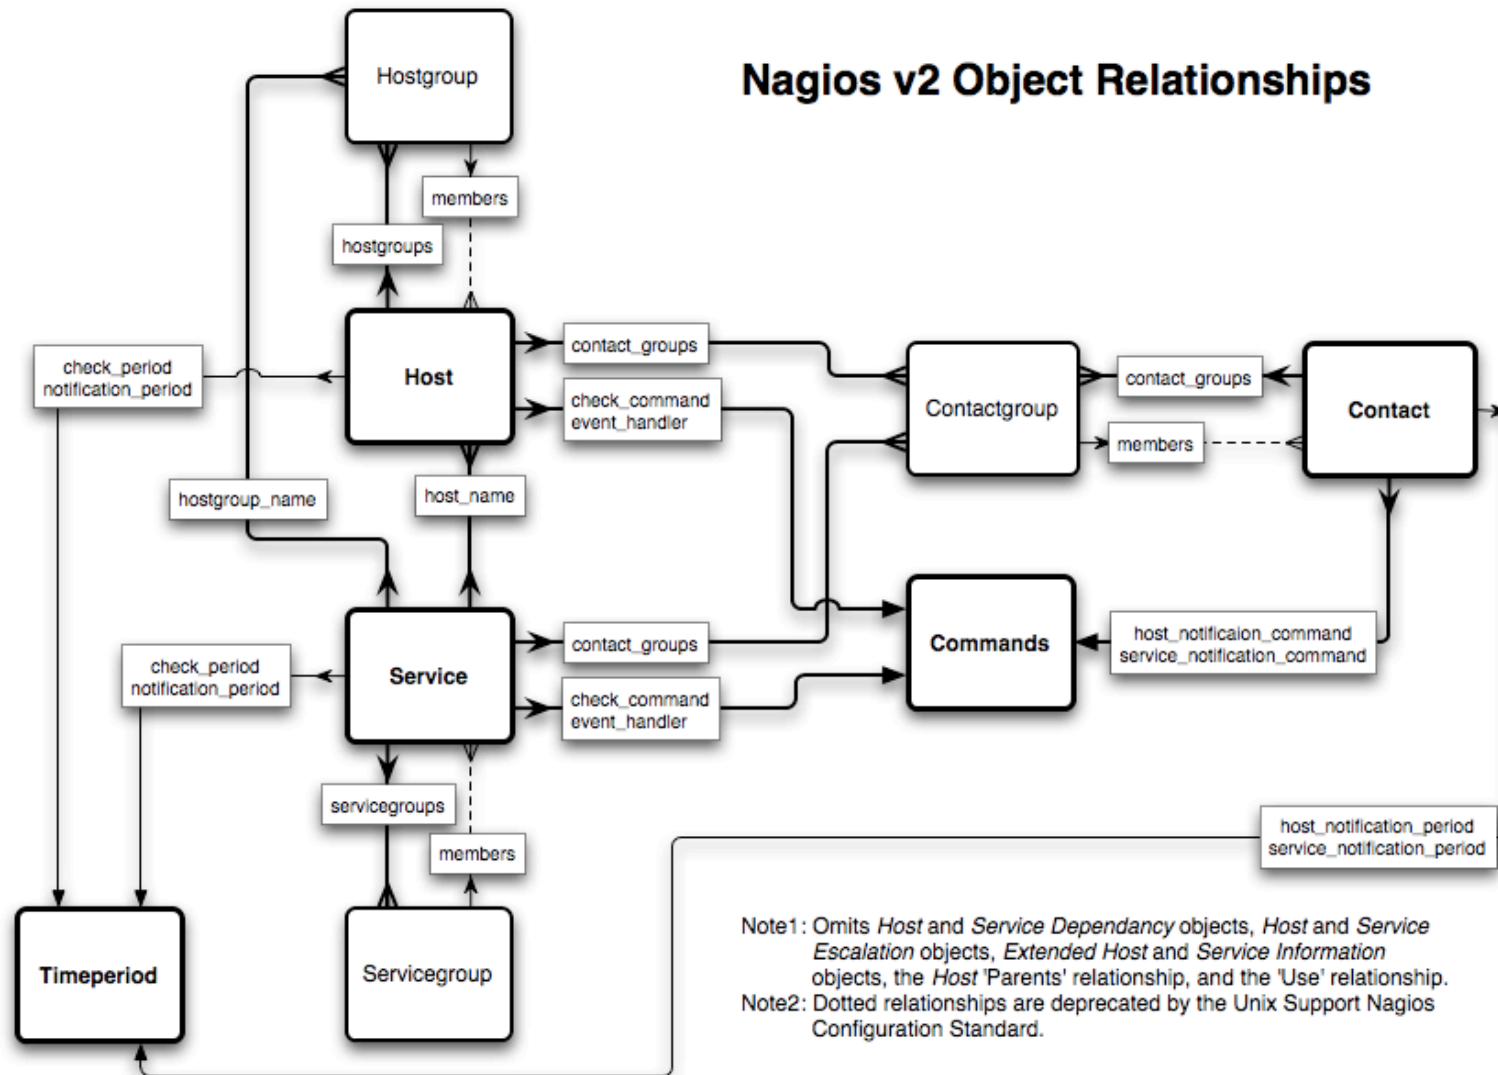 Nagios v2 Object Relationships
Hostgroup
members
hostgroups
check_period
notification_period
Host
contact_groups
check_command
event_handler
Contactgroup
contact_groups
members
Contact
hostgroup_name
host_name
check_period
notification_period
Service
contact_groups
check_command
event_handler
Commands
host_notificaion_command
service_notification_command
servicegroups
members
host_notification_period
service_notification_period
Timeperiod
Servicegroup
Note1: Omits Host and Service Dependancy objects, Host and Service
Escalation objects, Extended Host and Service Information
objects, the Host 'Parents' relationship, and the 'Use' relationship.
Note2: Dotted relationships are deprecated by the Unix Support Nagios
Configuration Standard.